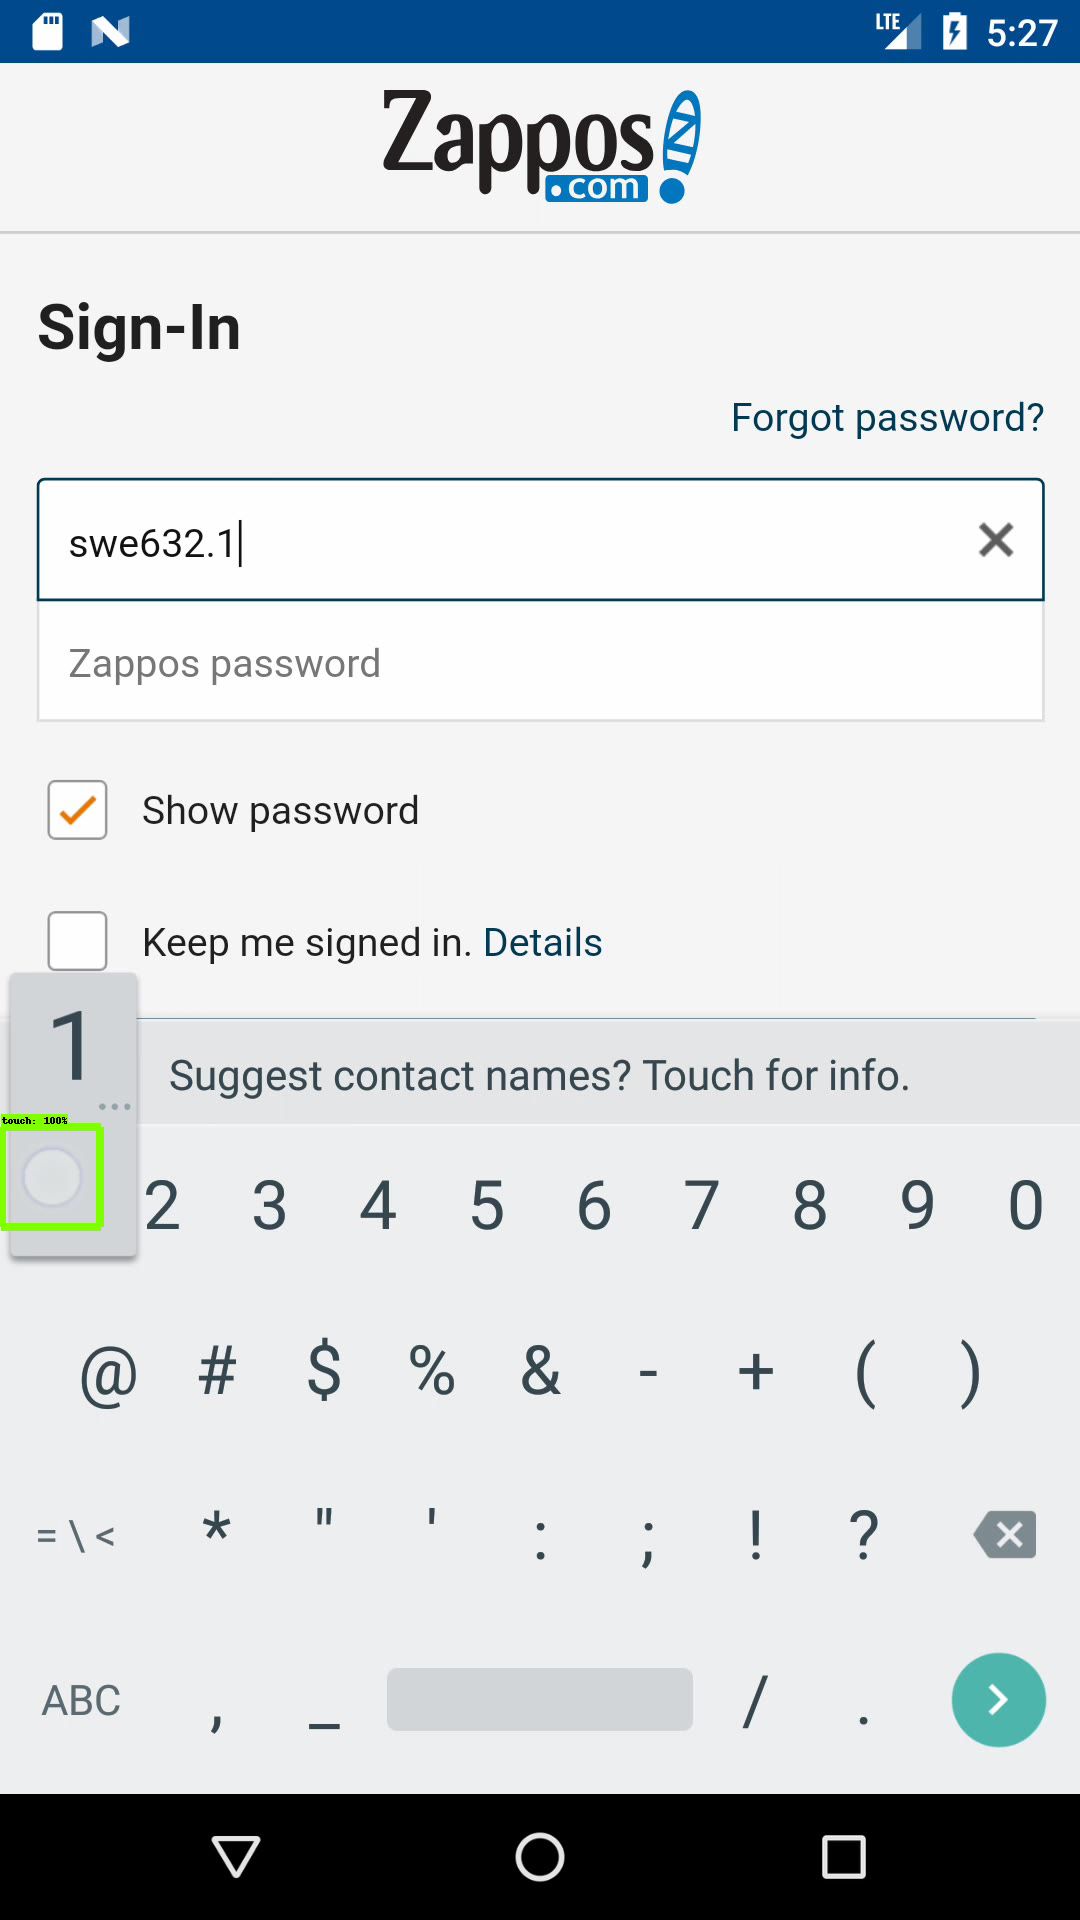 LTE 5:27
Zappos
.com
Sign-In
Forgot password?
swe632.1
Zappos password
Show password
Keep me signed in. Details
1
Suggest contact names? Touch for info.
touch: 100%
2 3 4 5 6 7 8 9 0
@ # $ % & - + ( )
= \ < * " ' : ; ! ?
ABC , _ / .